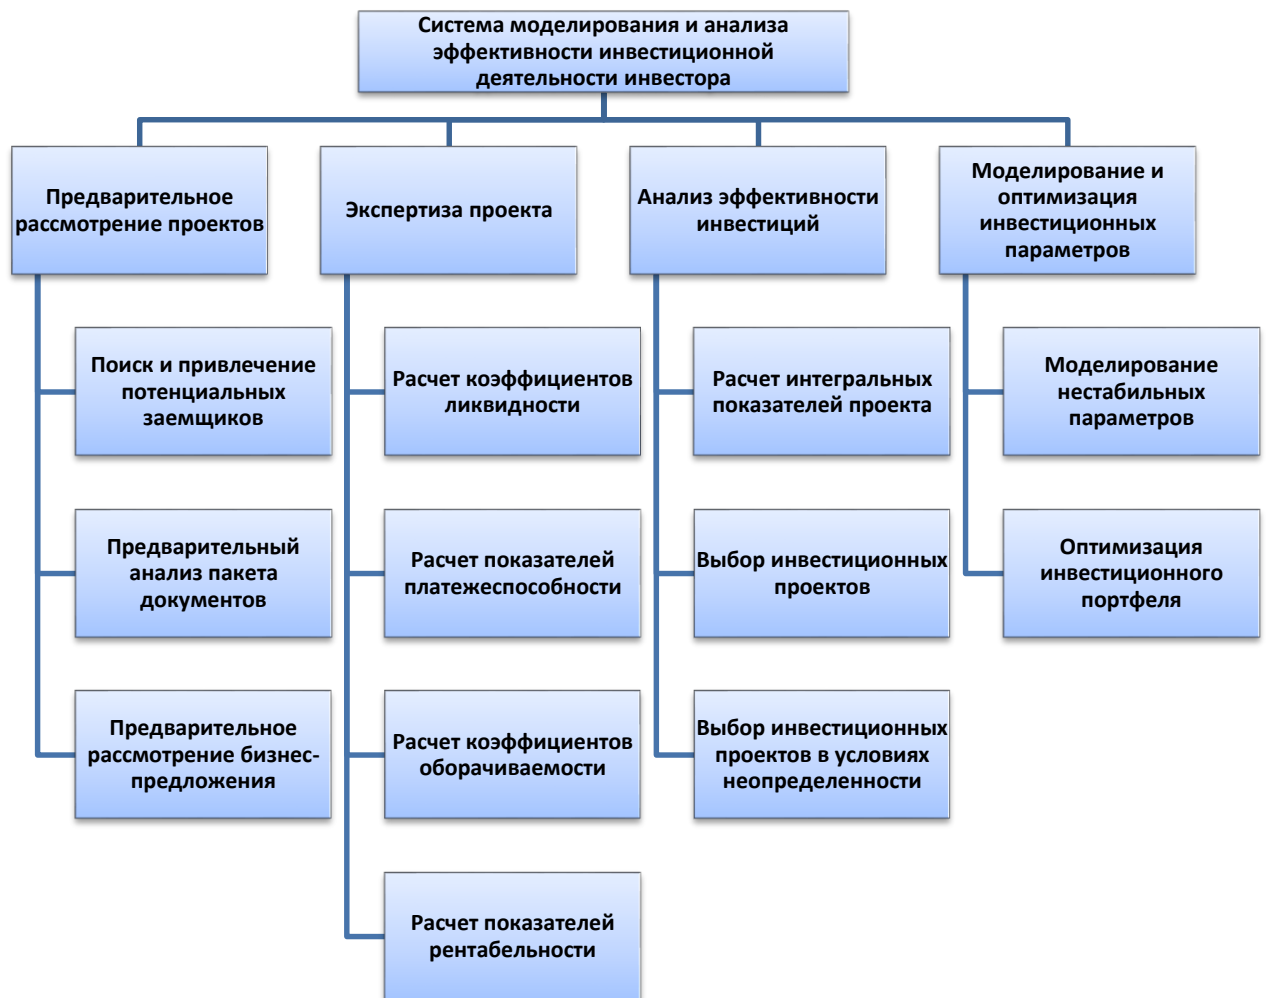 Система моделирования и анализа
эффективности инвестиционной
деятельности инвестора
Предварительное
рассмотрение проектов
Экспертиза проекта
Анализ эффективности
инвестиций
Моделирование и
оптимизация
инвестиционных
параметров
Поиск и привлечение
потенциальных
заемщиков
Расчет коэффициентов
ликвидности
Расчет интегральных
показателей проекта
Моделирование
нестабильных
параметров
Предварительный
анализ пакета
документов
Расчет показателей
платежеспособности
Выбор инвестиционных
проектов
Оптимизация
инвестиционного
портфеля
Предварительное
рассмотрение бизнес-
предложения
Расчет коэффициентов
оборачиваемости
Выбор инвестиционных
проектов в условиях
неопределенности
Расчет показателей
рентабельности